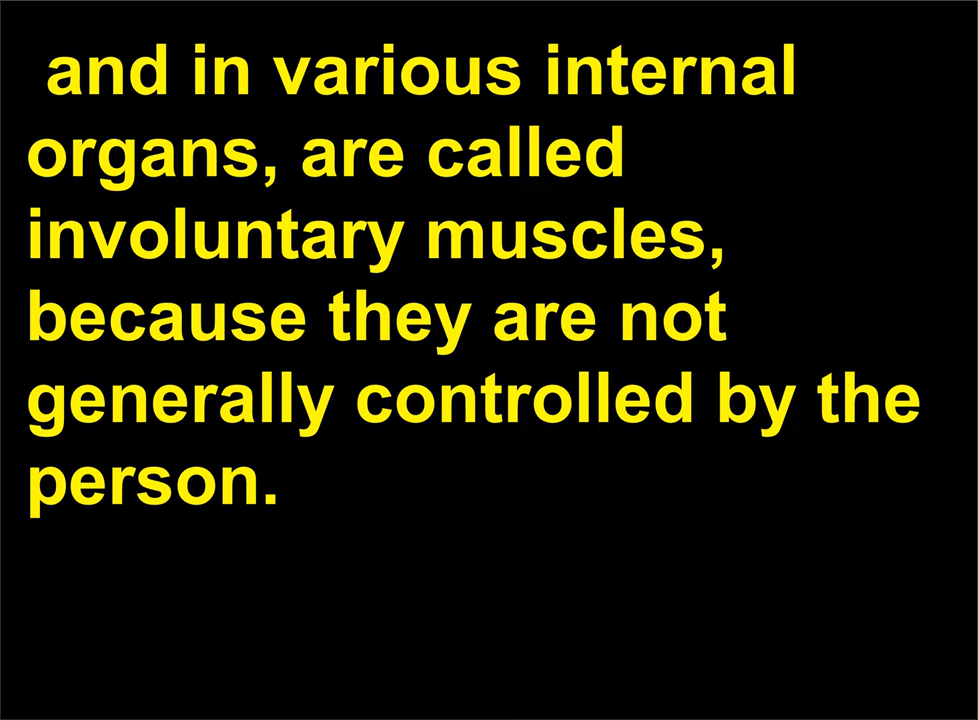 and in various internal
organs, are called
involuntary muscles,
because they are not
generally controlled by the
person.